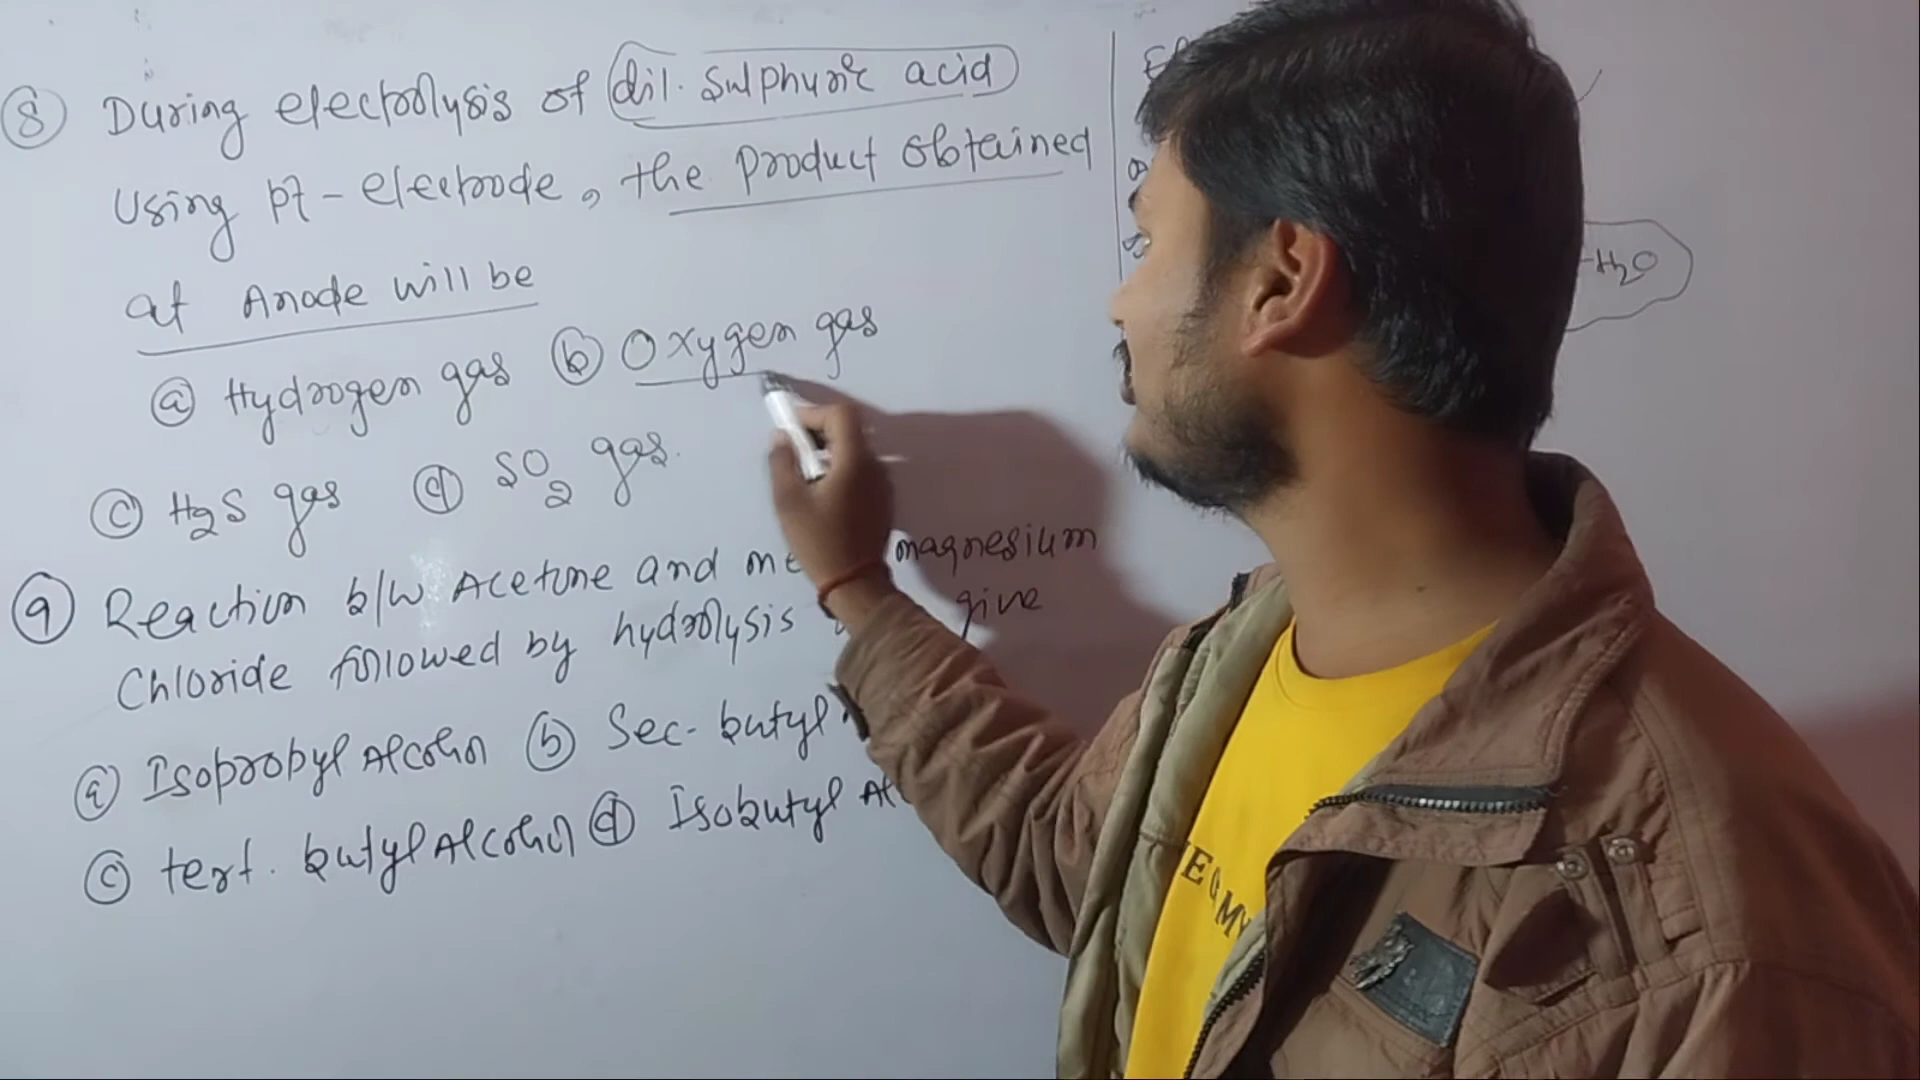 ⑧ During electrolysis of dil. Sulphuric acid
Using pt-electrode, the product obtained
at Anode will be
ⓐ Hydrogen gas ⓑ Oxygen gas
ⓒ H2S gas ⓓ SO2 gas.
⑨ Reaction b/w Acetone and magnesium
Chloride followed by hydrolysis give
ⓐ Isopropyl Alcohol ⓑ Sec-butyl
ⓒ tert. butyl Alcohol ⓓ Isobutyl
H2O